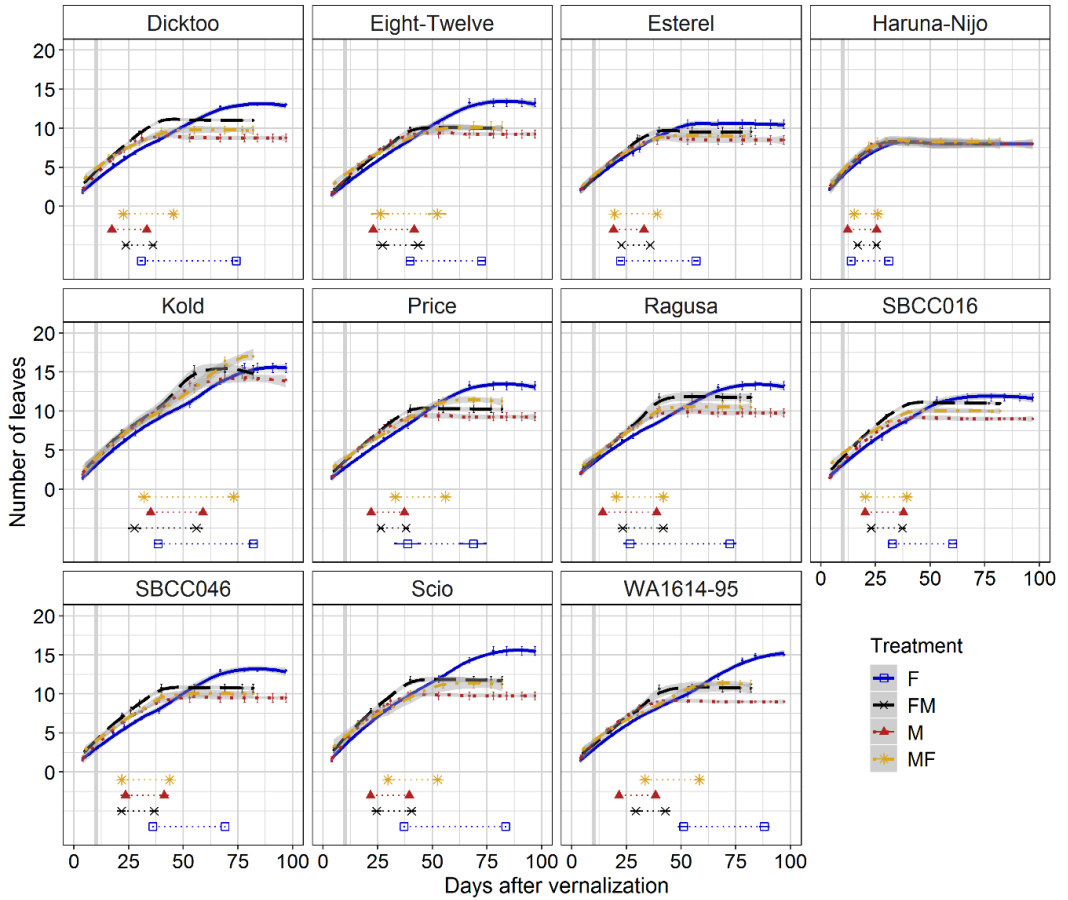 Dicktoo Eight-Twelve Esterel Haruna-Nijo
20
15
10
5
0
Kold Price Ragusa SBCC016
20
15
10
5
0
0 25 50 75 100
SBCC046 Scio WA1614-95
20
15
10
5
0
0 25 50 75 100 0 25 50 75 100 0 25 50 75 100
Number of leaves
Days after vernalization
Treatment
F
FM
M
MF